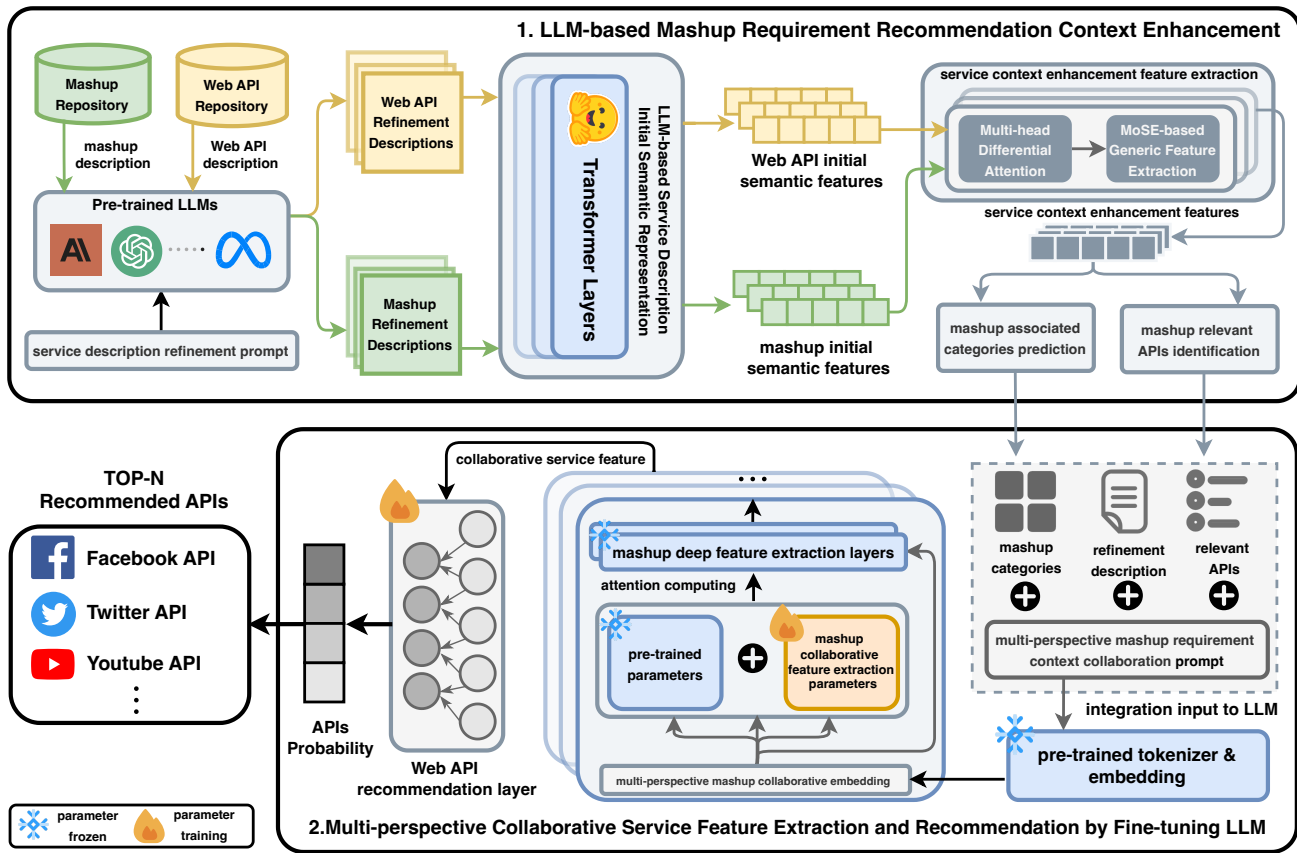 1. LLM-based Mashup Requirement Recommendation Context Enhancement
Mashup
Repository
Web API
Repository
mashup
description
Web API
description
Pre-trained LLMs
service description refinement prompt
Web API
Refinement
Descriptions
Mashup
Refinement
Descriptions
Transformer Layers
LLM-based Service Description
Initial Semantic Representation
Web API initial
semantic features
mashup initial
semantic features
service context enhancement feature extraction
Multi-head
Differential
Attention
MoSE-based
Generic Feature
Extraction
service context enhancement features
mashup associated
categories prediction
mashup relevant
APIs identification
TOP-N
Recommended APIs
Facebook API
Twitter API
Youtube API
APIs
Probability
collaborative service feature
Web API
recommendation layer
mashup deep feature extraction layers
attention computing
pre-trained
parameters
mashup
collaborative
feature extraction
parameters
multi-perspective mashup collaborative embedding
mashup
categories
refinement
description
relevant
APIs
multi-perspective mashup requirement
context collaboration prompt
integration input to LLM
pre-trained tokenizer &
embedding
parameter
frozen
parameter
training
2.Multi-perspective Collaborative Service Feature Extraction and Recommendation by Fine-tuning LLM